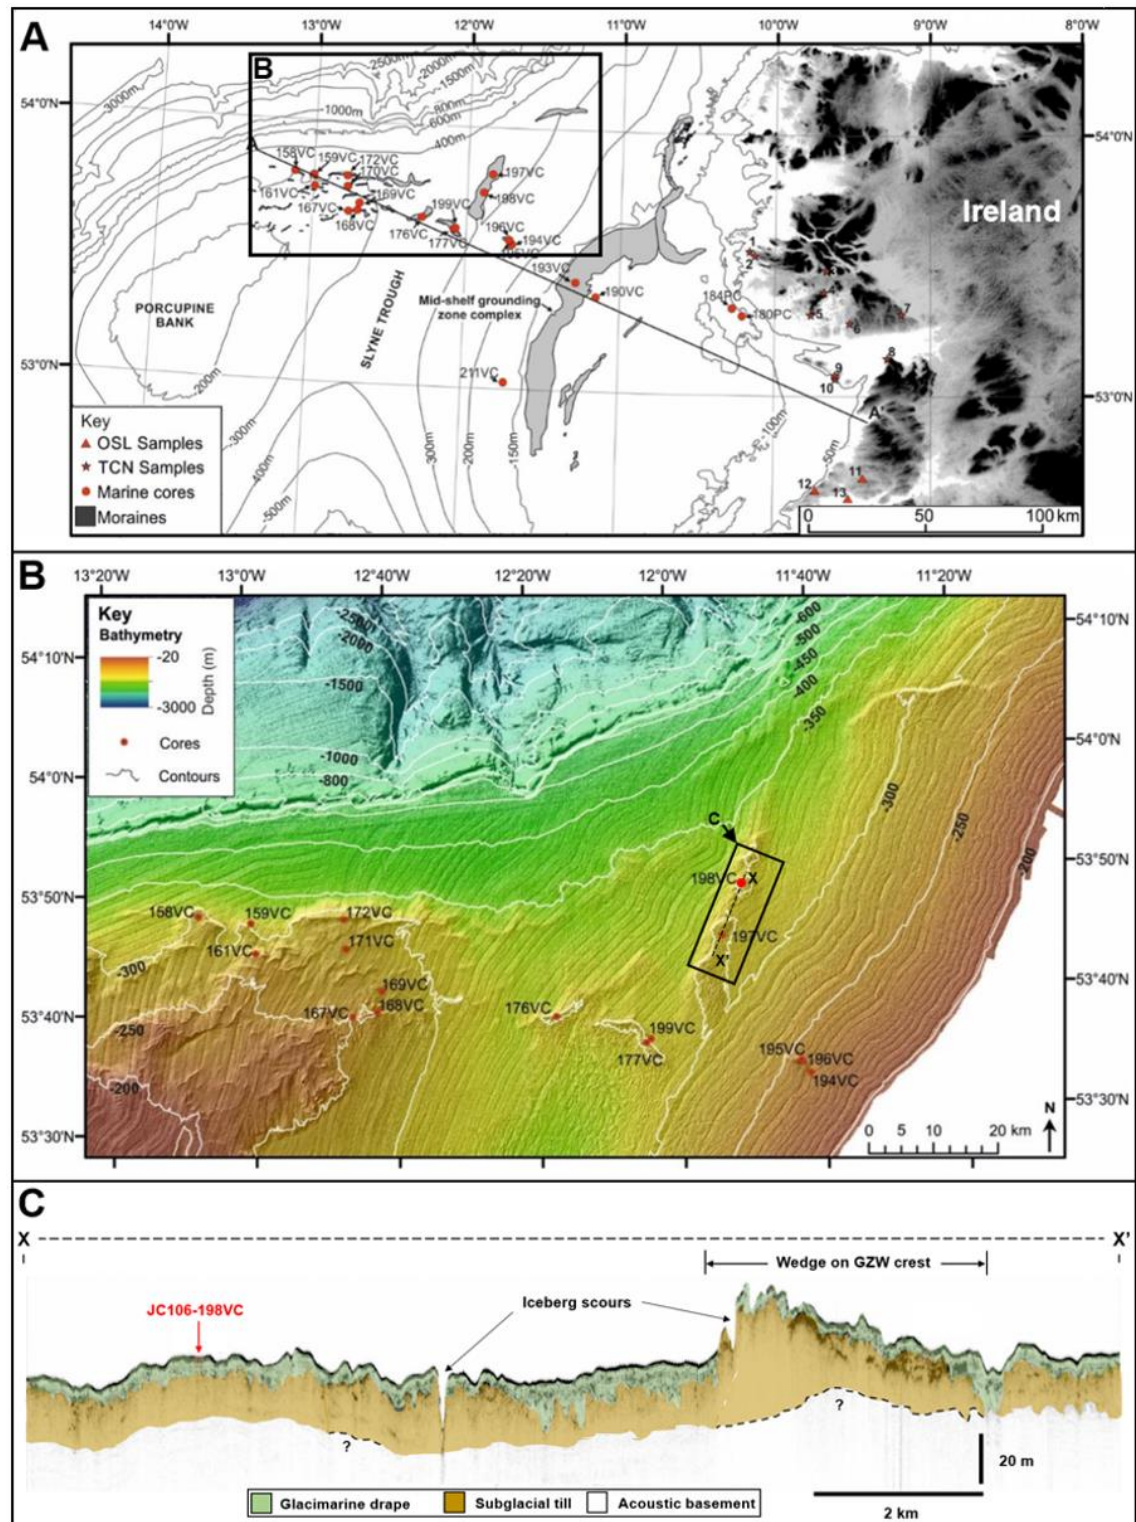 A
14°0'W 13°0'W 12°0'W 11°0'W 10°0'W 9°0'W 8°0'W
B
-2500m
-2000m
-1500m
-3000m
-1000m
-800m
-600m
-400m
54°0'N
54°0'N
A
158VC
159VC
172VC
170VC
161VC
169VC
167VC
168VC
197VC
198VC
199VC
176VC
177VC
196VC
194VC
193VC
190VC
Ireland
1
2
4
5
6
7
8
9
10
184PC
180PC
PORCUPINE
BANK
SLYNE TROUGH
Mid-shelf grounding
zone complex
53°0'N
53°0'N
211VC
A'
-200m
-300m
400m
-500m
-300m
-200m
-150m
-100m
50m
11
12
13
Key
OSL Samples
TCN Samples
Marine cores
Moraines
0 50 100 km
B
13°20'W 13°0'W 12°40'W 12°20'W 12°0'W 11°40'W 11°20'W
Key
Bathymetry
-20
-3000
Depth (m)
Cores
Contours
-2500
-2000
-1500
-1000
-800
-600
-500
-450
-400
-350
-300
-250
-200
54°10'N
54°10'N
54°0'N
54°0'N
53°50'N
53°50'N
53°40'N
53°40'N
53°30'N
53°30'N
C
198VC
X
197VC
X'
158VC
159VC
172VC
161VC
171VC
-300
169VC
167VC
168VC
-250
-200
176VC
199VC
177VC
195VC
196VC
194VC
N
0 5 10 20 km
C
X X'
Wedge on GZW crest
JC106-198VC
Iceberg scours
?
?
20 m
Glacimarine drape Subglacial till Acoustic basement
2 km